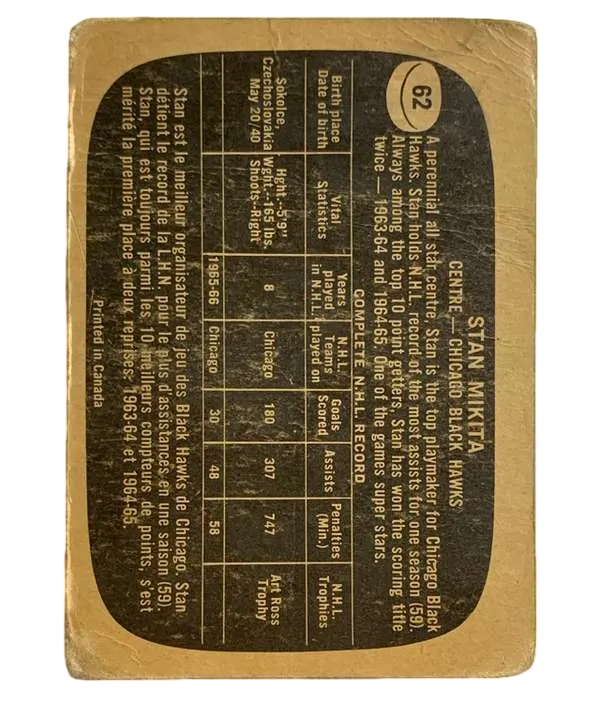 62
STAN MIKITA
CENTRE — CHICAGO BLACK HAWKS
A perennial all star centre, Stan is the top playmaker for Chicago Black
Hawks. Stan holds N.H.L. record of the most assists for one season (59).
Always among the top 10 point getters, Stan has won the scoring title
twice — 1963-64 and 1964-65. One of the games super stars.
COMPLETE N.H.L. RECORD
Birth place Vital Years N.H.L. Goals Assists Penalties N.H.L.
Date of birth Statistics played Teams Scored (Min.) Trophies
in N.H.L. played on
Sokolce Hght.--5'9" 8 Chicago 180 307 747 Art Ross
Czechoslovakia Wght.--165 lbs. Trophy
May 20/40 Shoots-Right
1965-66 Chicago 30 48 58
Stan est le meilleur organisateur de jeu des Black Hawks de Chicago. Stan
détient le record de la L.H.N. pour le plus d'assistances en une saison (59).
Stan, qui est toujours parmi les 10 meilleurs compteurs de points, s'est
mérité la première place à deux reprises: 1963-64 et 1964-65.
Printed in Canada